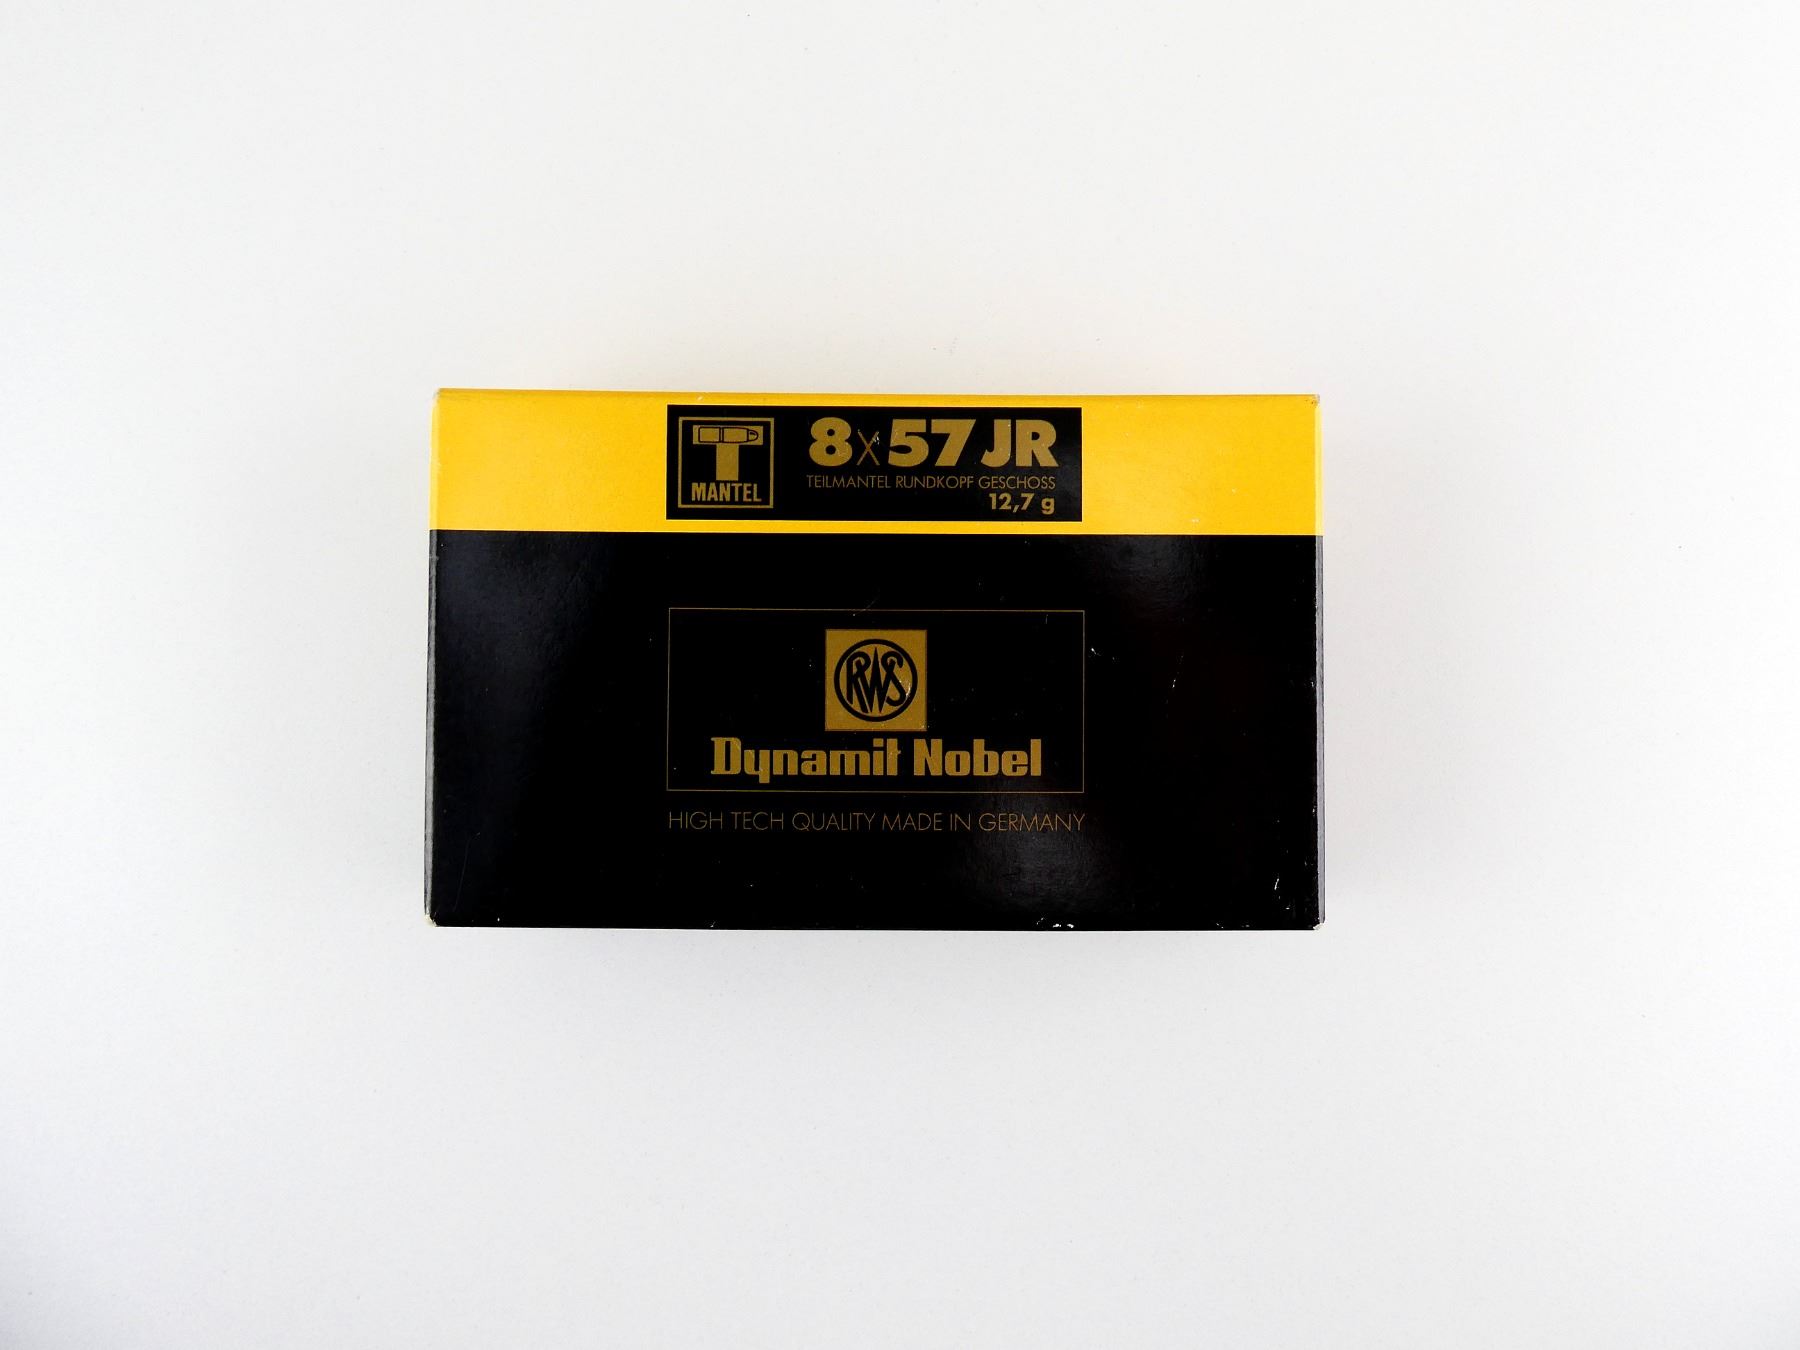 T
MANTEL
8x57 JR
TEILMANTEL RUNDKOPF GESCHOSS
12,7 g
RWS
Dynamit Nobel
HIGH TECH QUALITY MADE IN GERMANY